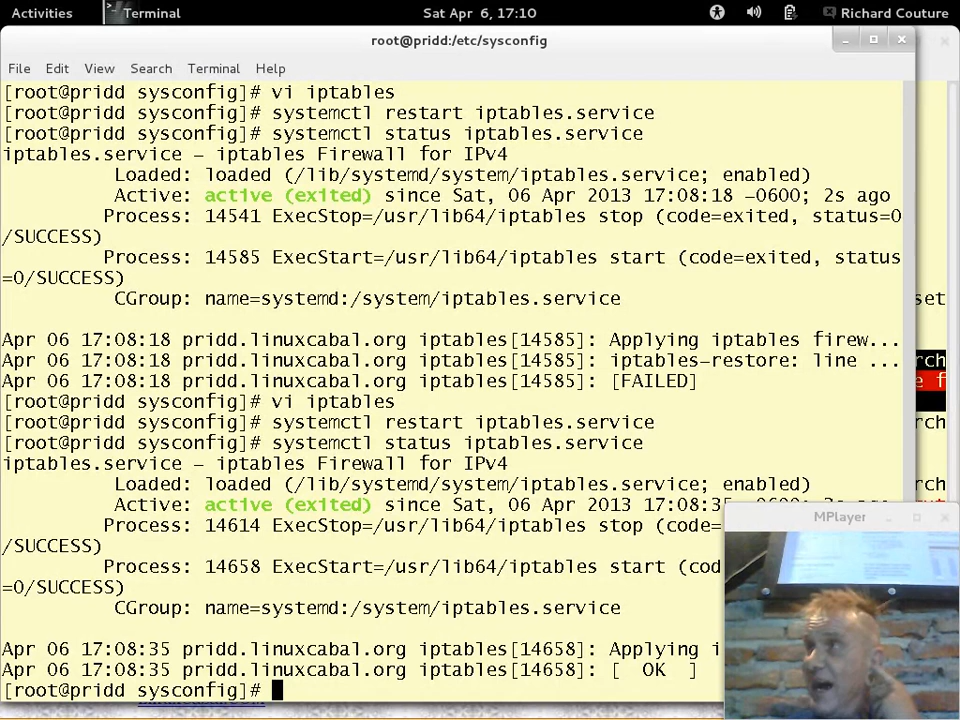 Activities
Terminal
Sat Apr 6, 17:10
Richard Couture
root@pridd:/etc/sysconfig
File Edit View Search Terminal Help
[root@pridd sysconfig]# vi iptables
[root@pridd sysconfig]# systemctl restart iptables.service
[root@pridd sysconfig]# systemctl status iptables.service
iptables.service - iptables Firewall for IPv4
Loaded: loaded (/lib/systemd/system/iptables.service; enabled)
Active: active (exited) since Sat, 06 Apr 2013 17:08:18 -0600; 2s ago
Process: 14541 ExecStop=/usr/lib64/iptables stop (code=exited, status=0
/SUCCESS)
Process: 14585 ExecStart=/usr/lib64/iptables start (code=exited, status
=0/SUCCESS)
CGroup: name=systemd:/system/iptables.service
set
Apr 06 17:08:18 pridd.linuxcabal.org iptables[14585]: Applying iptables firew...
Apr 06 17:08:18 pridd.linuxcabal.org iptables[14585]: iptables-restore: line ...
rch
Apr 06 17:08:18 pridd.linuxcabal.org iptables[14585]: [FAILED]
e f
[root@pridd sysconfig]# vi iptables
[root@pridd sysconfig]# systemctl restart iptables.service
rch
[root@pridd sysconfig]# systemctl status iptables.service
iptables.service - iptables Firewall for IPv4
Loaded: loaded (/lib/systemd/system/iptables.service; enabled)
rch
Active: active (exited) since Sat, 06 Apr 2013 17:08:35
Process: 14614 ExecStop=/usr/lib64/iptables stop (code=
/SUCCESS)
Process: 14658 ExecStart=/usr/lib64/iptables start (cod
=0/SUCCESS)
CGroup: name=systemd:/system/iptables.service
Apr 06 17:08:35 pridd.linuxcabal.org iptables[14658]: Applying i
Apr 06 17:08:35 pridd.linuxcabal.org iptables[14658]: [ OK ]
[root@pridd sysconfig]#
MPlayer